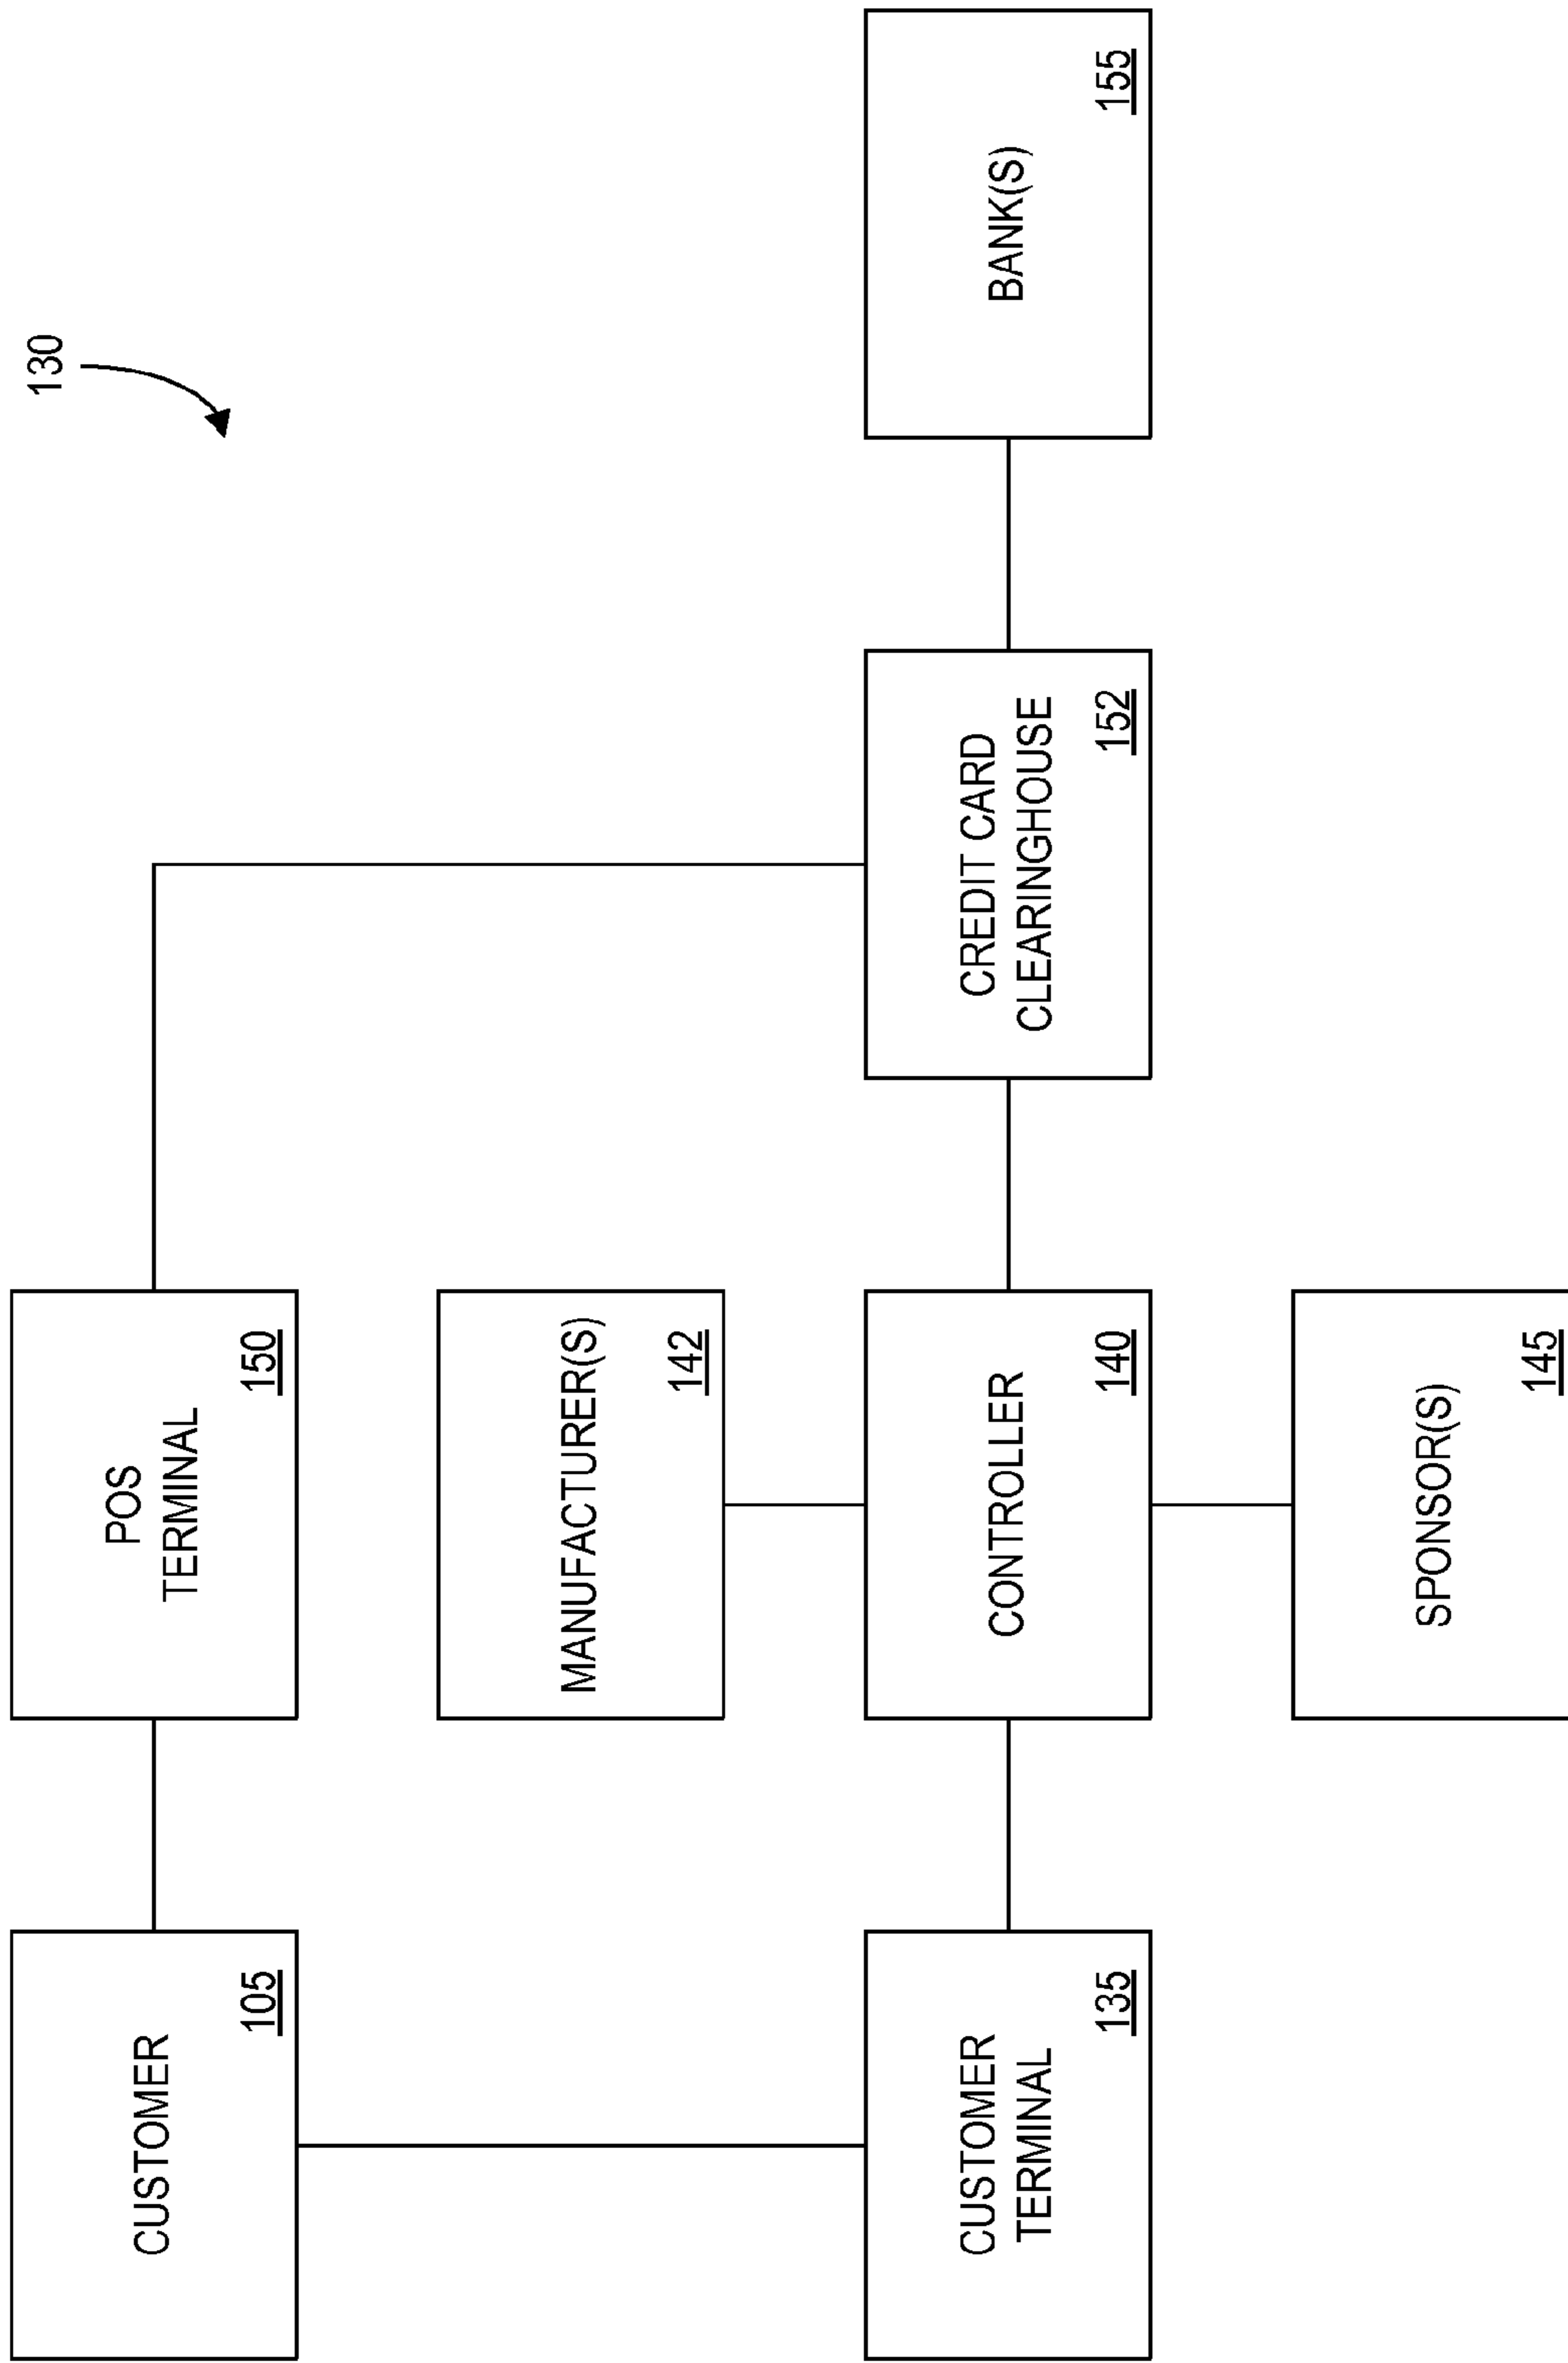 130
CUSTOMER
105
POS
TERMINAL
150
MANUFACTURER(S)
142
CUSTOMER
TERMINAL
135
CONTROLLER
140
CREDIT CARD
CLEARINGHOUSE
152
BANK(S)
155
SPONSOR(S)
145